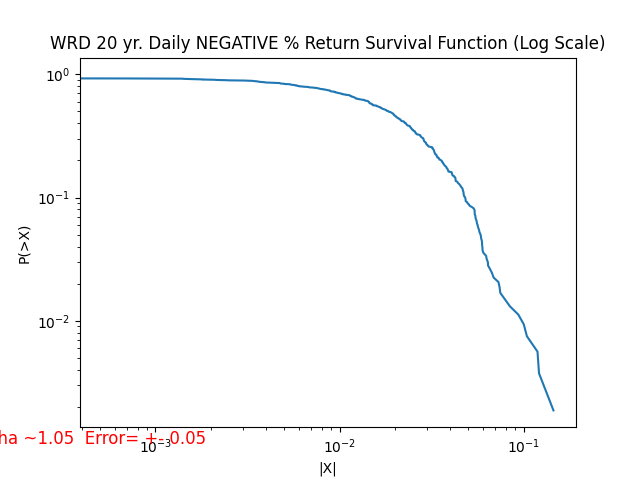 WRD 20 yr. Daily NEGATIVE % Return Survival Function (Log Scale)
10⁰
10⁻¹
10⁻²
P(>X)
ha ~1.05  Error= +- 0.05
10⁻³
10⁻²
10⁻¹
|X|